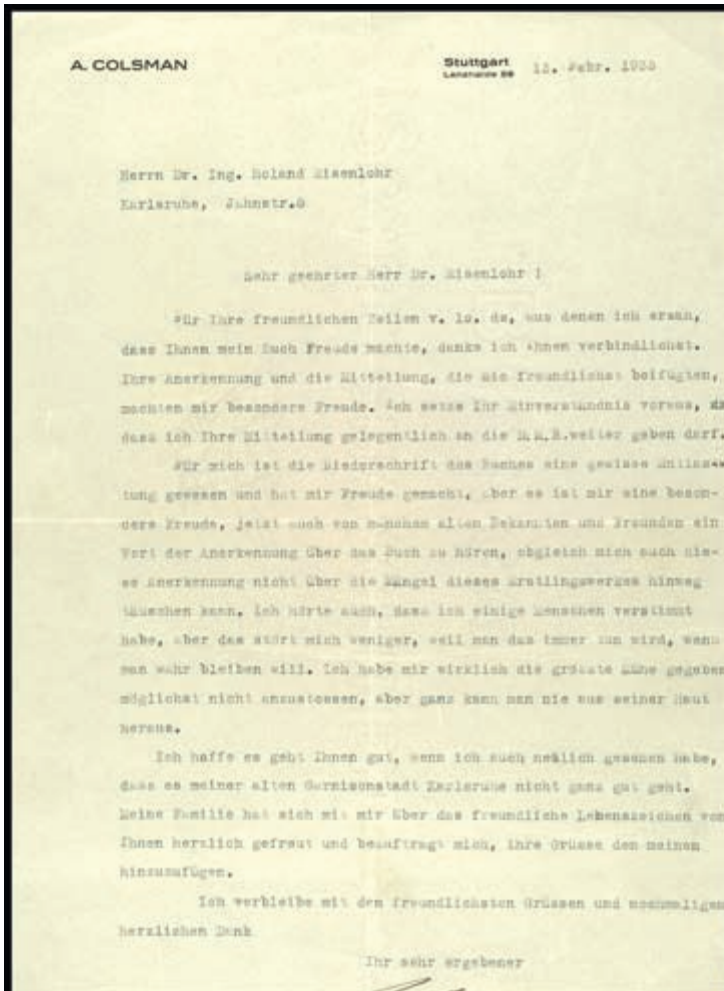 A. COLSMAN
Stuttgart
Lenzhalde 28
Febr. 1933
Herrn Dr. Ing. Roland Eisenlohr
Karlsruhe, Jahnstr.8
Sehr geehrter Herr Dr. Eisenlohr !
Für Ihre freundlichen Zeilen v. 10. ds, aus denen ich ersah,
dass Ihnen mein Buch Freude machte, danke ich Ihnen verbindlichst.
Ihre Anerkennung und die Mitteilung, die Sie freundlichst beifügten,
machten mir besondere Freude. Ich setze Ihr Einverständnis voraus,
dass ich Ihre Mitteilung gelegentlich an die weiter geben darf.
Für mich ist die Niederschrift des Buches eine gewisse Entlas-
tung gewesen und hat mir Freude gemacht, aber es ist mir eine beson-
dere Freude, jetzt auch von manchem alten Bekannten und Freunden ein
Wort der Anerkennung über das Buch zu hören, obgleich mich auch die-
se Anerkennung nicht über die Mängel dieses Erstlingswerkes hinweg
täuschen kann. Ich hörte auch, dass ich einige Menschen verstimmt
habe, aber das stört mich weniger, weil man das immer tun wird, wenn
man wahr bleiben will. Ich habe mir wirklich die grösste Mühe gegeben
möglichst nicht anzustossen, aber ganz kann man nie aus seiner Haut
heraus.
Ich hoffe es geht Ihnen gut, wenn ich auch neulich gesehen habe,
dass es meiner alten Garnisonstadt Karlsruhe nicht ganz gut geht.
Meine Familie hat sich mit mir über das freundliche Lebenszeichen von
Ihnen herzlich gefreut und beauftragt mich, ihre Grüsse den meinen
hinzuzufügen.
Ich verbleibe mit den freundlichsten Grüssen und nochmaligen
herzlichen Dank
Ihr sehr ergebener